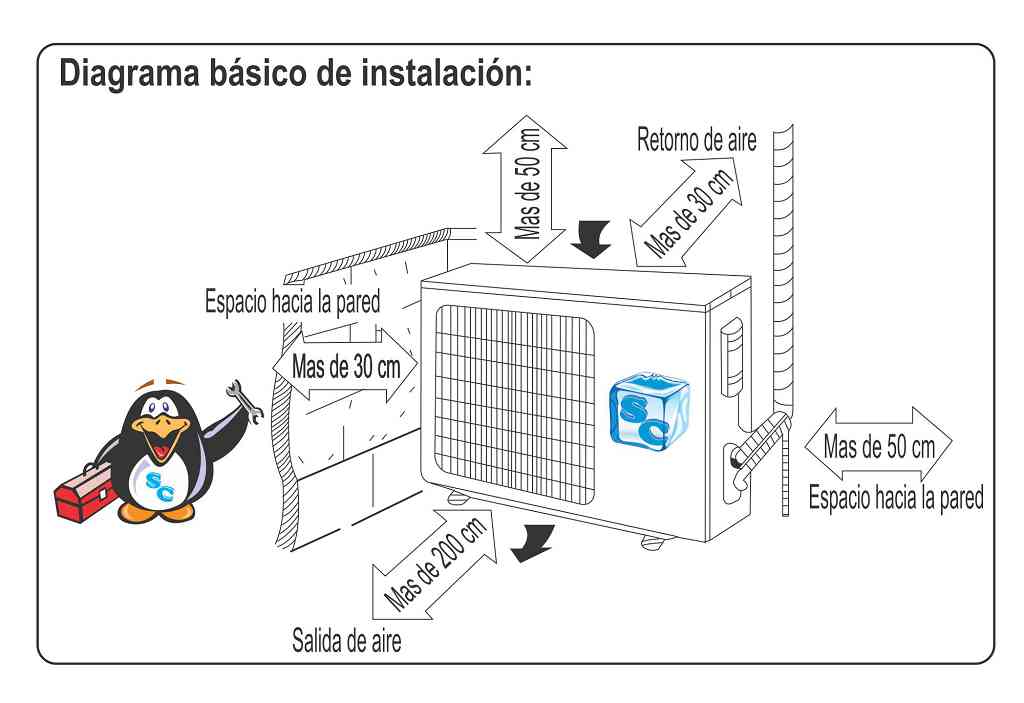 Diagrama básico de instalación:
Mas de 50 cm
Retorno de aire
Mas de 30 cm
Espacio hacia la pared
Mas de 30 cm
SC
SC
Mas de 50 cm
Espacio hacia la pared
Mas de 200 cm
Salida de aire